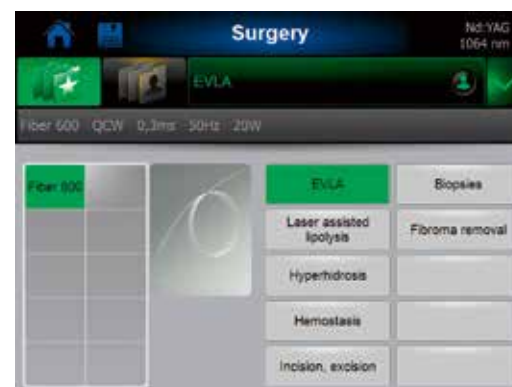 Surgery
Nd:YAG
1064 nm
EVLA
Fiber 600 QCW 0,3ms 50Hz 20W
Fiber 600
EVLA
Biopsies
Laser assisted
lipolysis
Fibroma removal
Hyperhidrosis
Hemostasis
Incision, excision